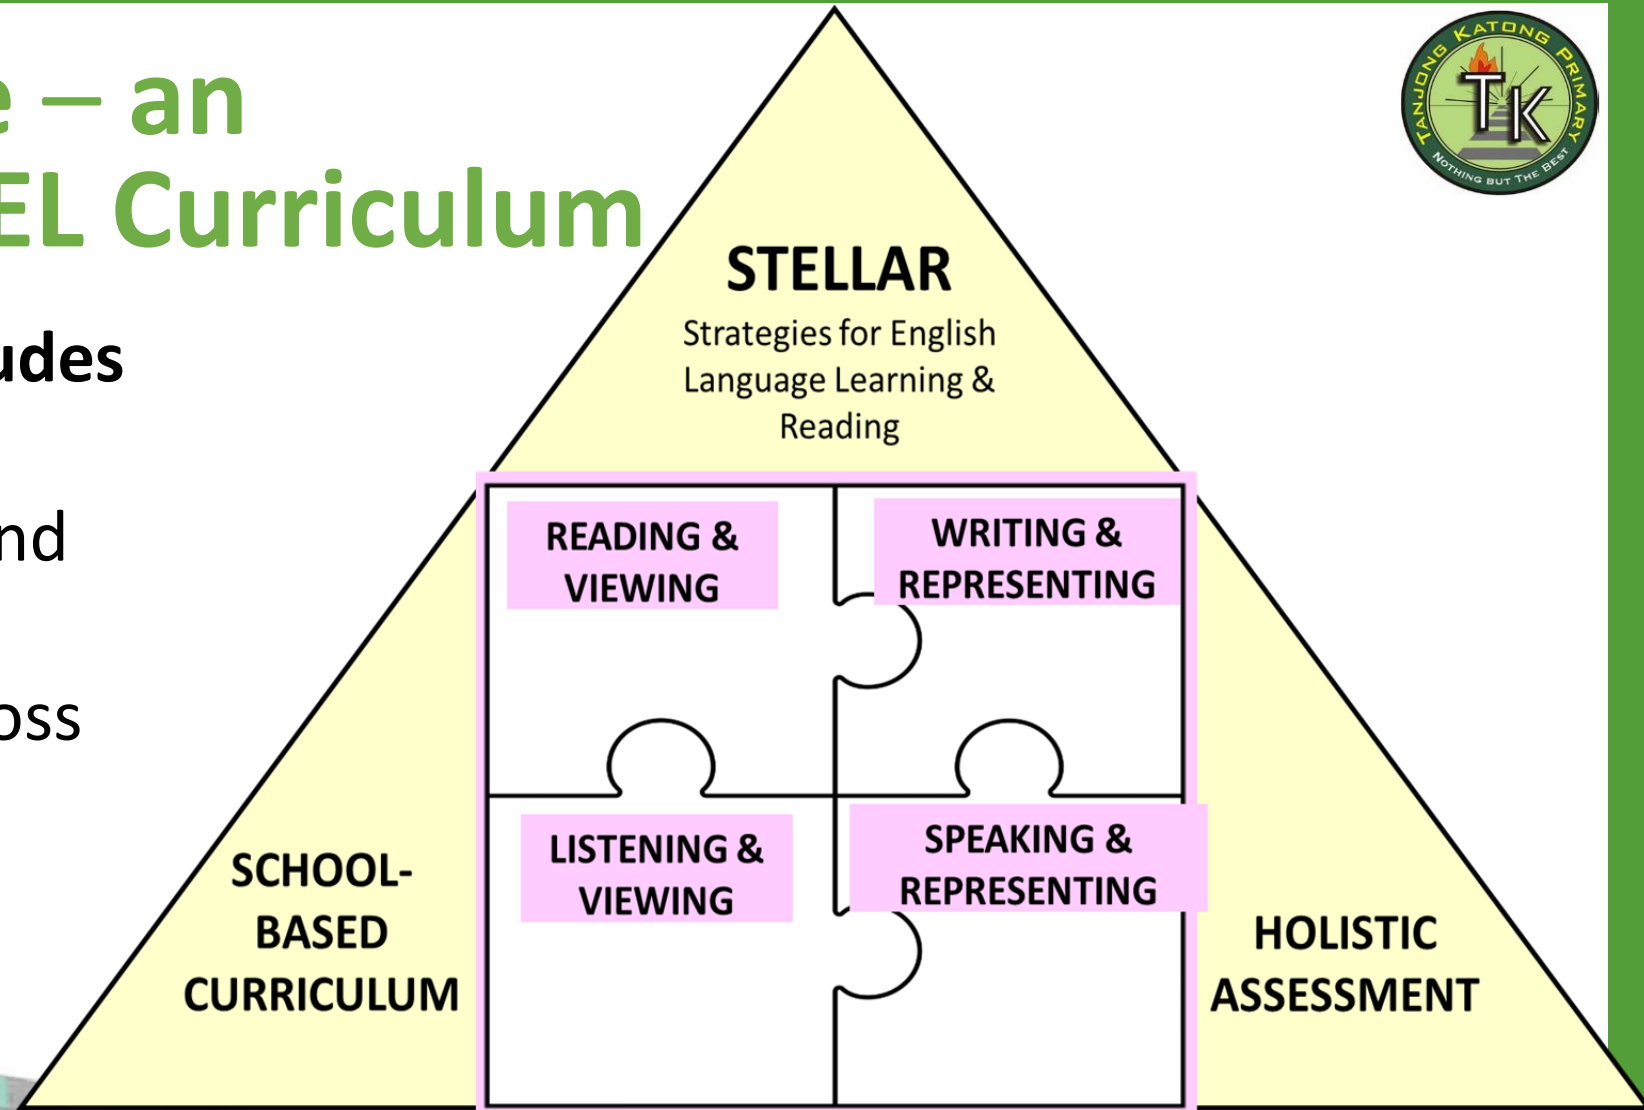 e – an
EL Curriculum
udes
nd
oss
STELLAR
Strategies for English
Language Learning &
Reading
READING &
VIEWING
WRITING &
REPRESENTING
LISTENING &
VIEWING
SPEAKING &
REPRESENTING
SCHOOL-
BASED
CURRICULUM
HOLISTIC
ASSESSMENT
TANJONG KATONG PRIMARY
TK
NOTHING BUT THE BEST